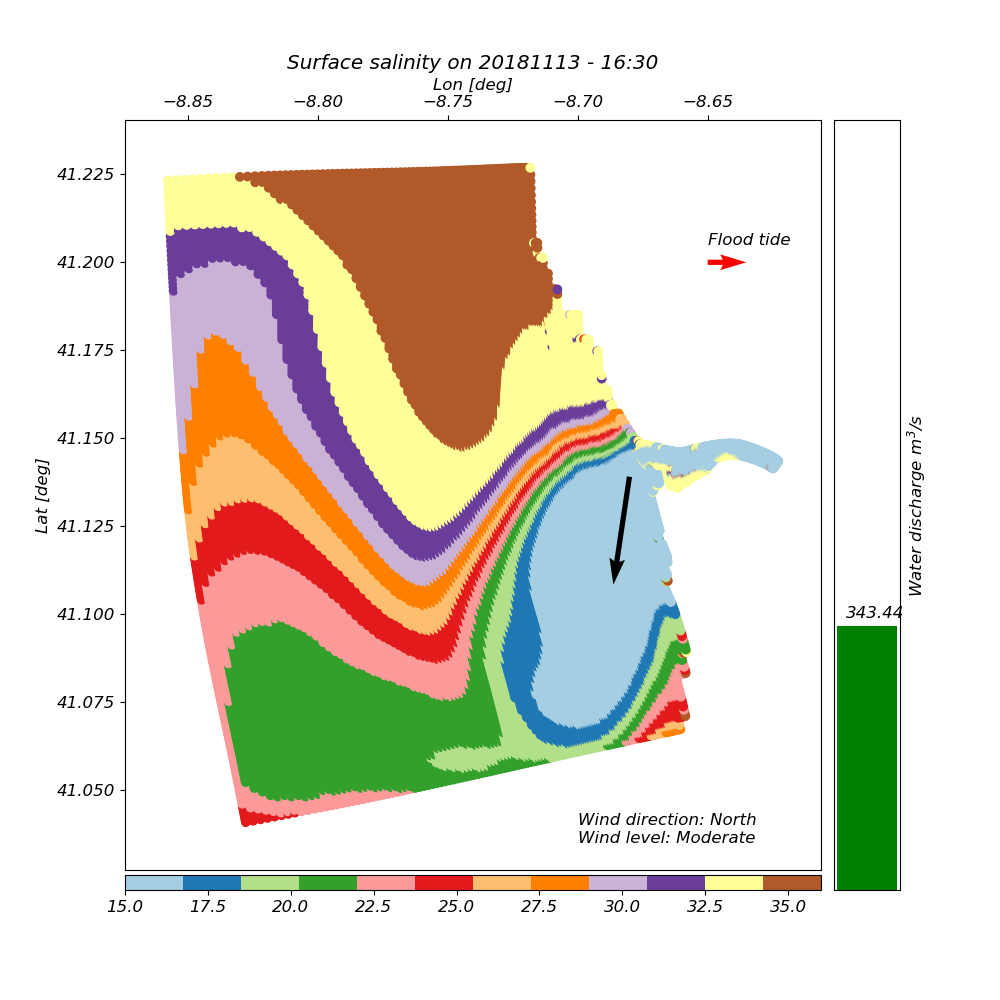 Surface salinity on 20181113 - 16:30
Lon [deg]
−8.85 −8.80 −8.75 −8.70 −8.65
41.225
41.200
41.175
41.150
41.125
41.100
41.075
41.050
Lat [deg]
Flood tide
Wind direction: North
Wind level: Moderate
343.44
Water discharge m³/s
15.0 17.5 20.0 22.5 25.0 27.5 30.0 32.5 35.0